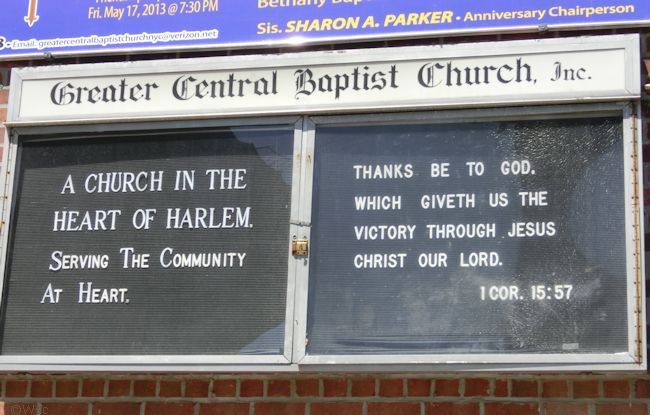 Fri. May 17, 2013 @ 7:30 PM
Bethany
Sis. SHARON A. PARKER • Anniversary Chairperson
Email: greatercentralbaptistchurchnyc@verizon.net
Greater Central Baptist Church, Inc.
A CHURCH IN THE
HEART OF HARLEM.
SERVING THE COMMUNITY
AT HEART.
THANKS BE TO GOD.
WHICH GIVETH US THE
VICTORY THROUGH JESUS
CHRIST OUR LORD.
1 COR. 15:57